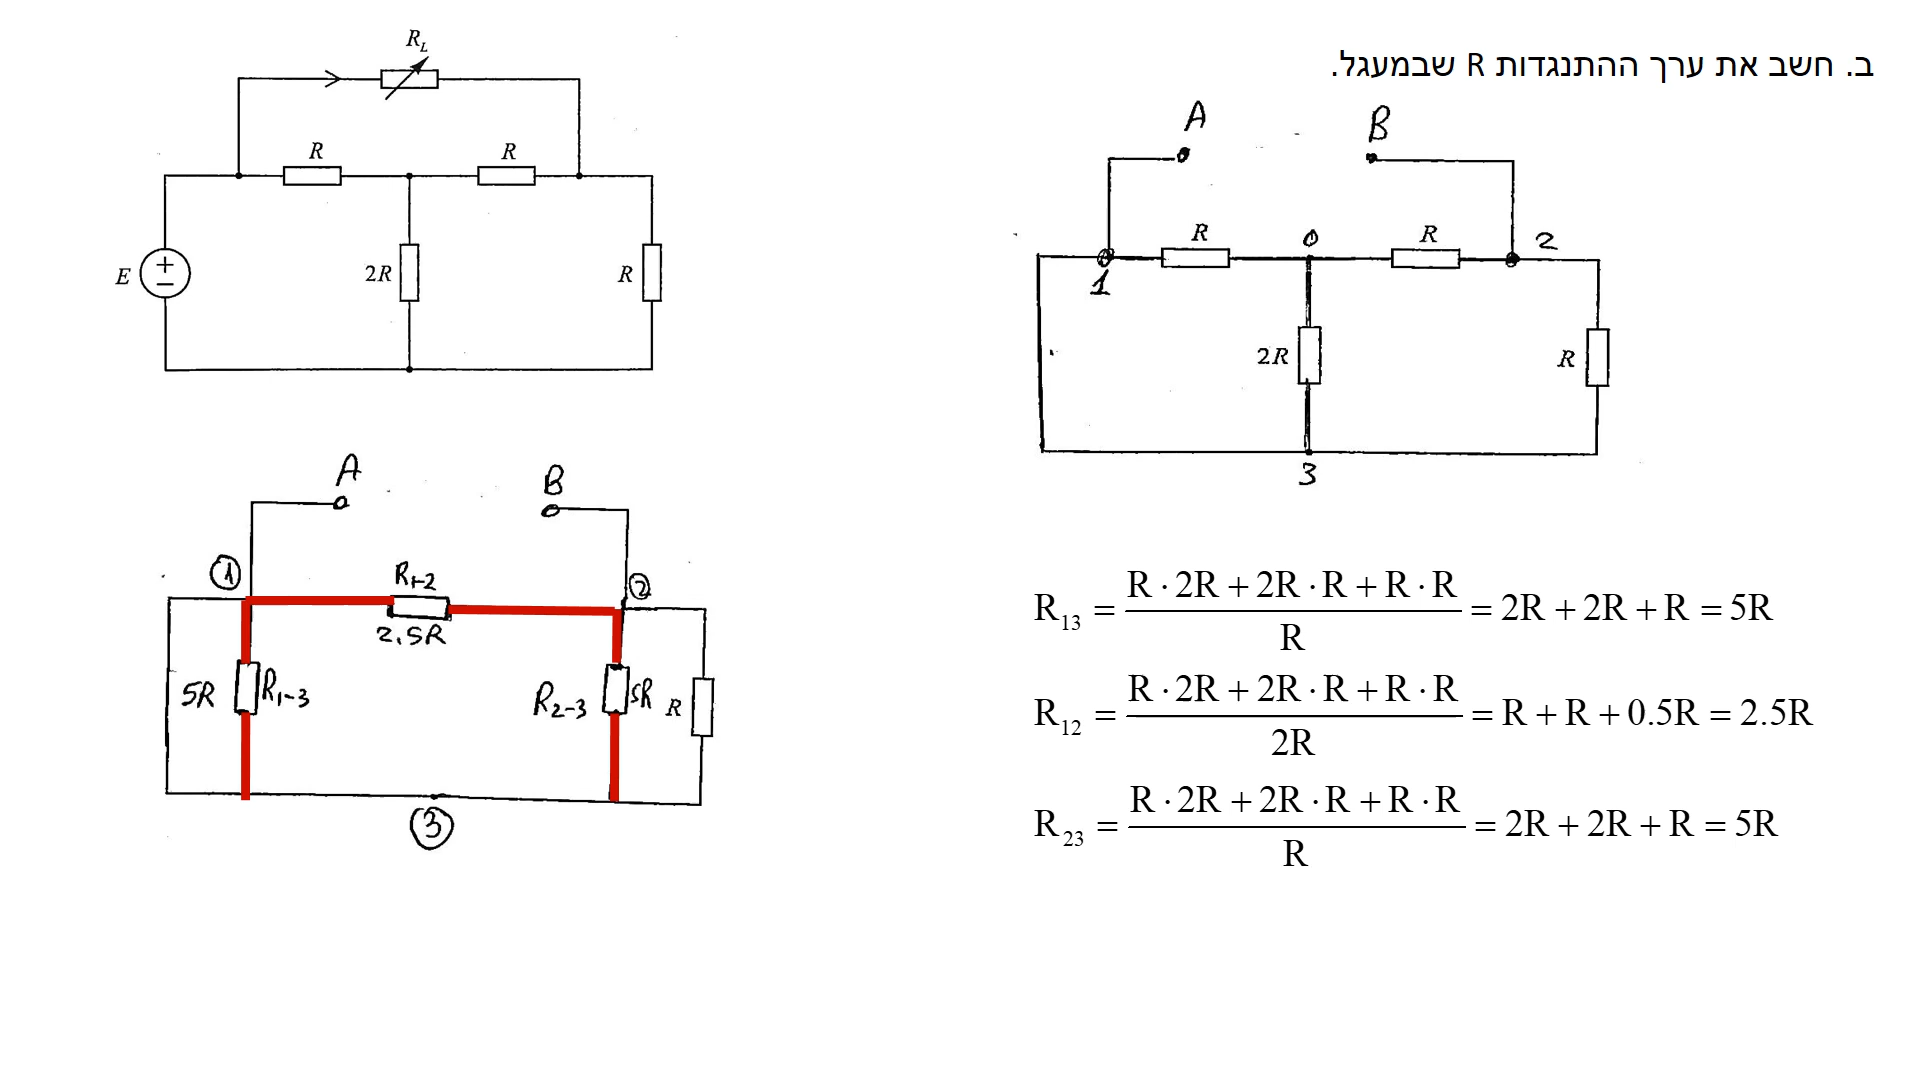 ב. חשב את ערך ההתנגדות R שבמעגל.
R_L
R
R
E
2R
R
A
B
R
0
R
2
1
2R
R
3
A
B
①
R1-2
②
2.5R
5R
R1-3
R2-3
5R
R
③
R₁₃ = (R · 2R + 2R · R + R · R) / R = 2R + 2R + R = 5R
R₁₂ = (R · 2R + 2R · R + R · R) / 2R = R + R + 0.5R = 2.5R
R₂₃ = (R · 2R + 2R · R + R · R) / R = 2R + 2R + R = 5R